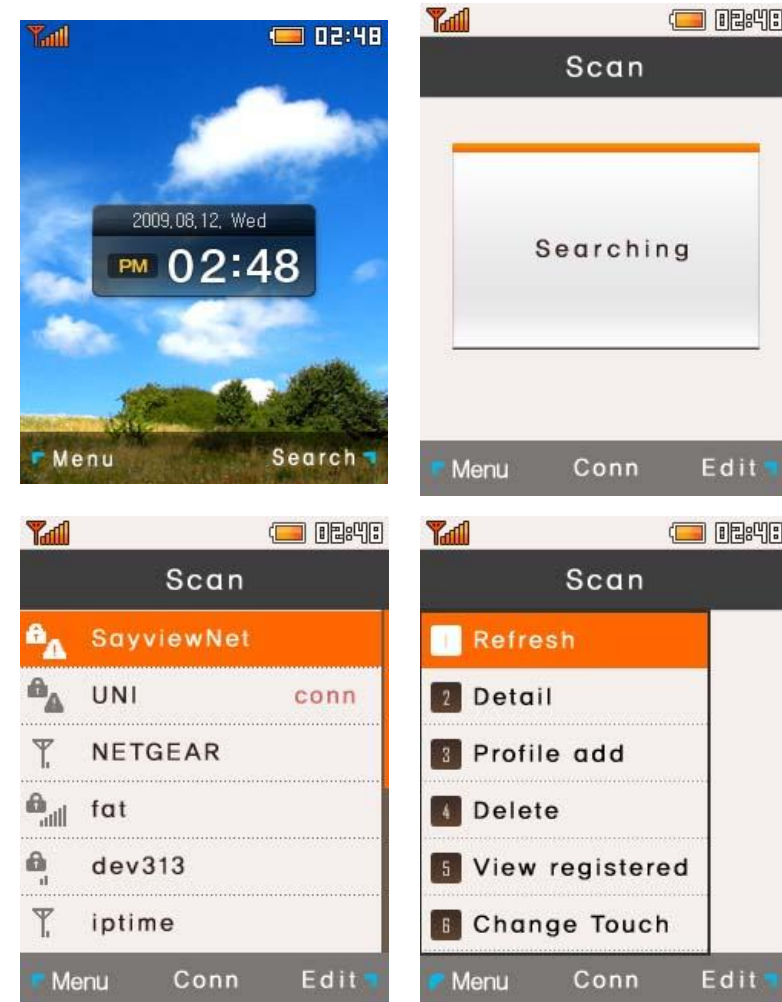 02:48
2009,08,12, Wed
PM 02:48
Menu Search
02:48
Scan
Searching
Menu Conn Edit
02:48
Scan
SayviewNet
UNI conn
NETGEAR
fat
dev313
iptime
Menu Conn Edit
02:48
Scan
1 Refresh
2 Detail
3 Profile add
4 Delete
5 View registered
6 Change Touch
Menu Conn Edit